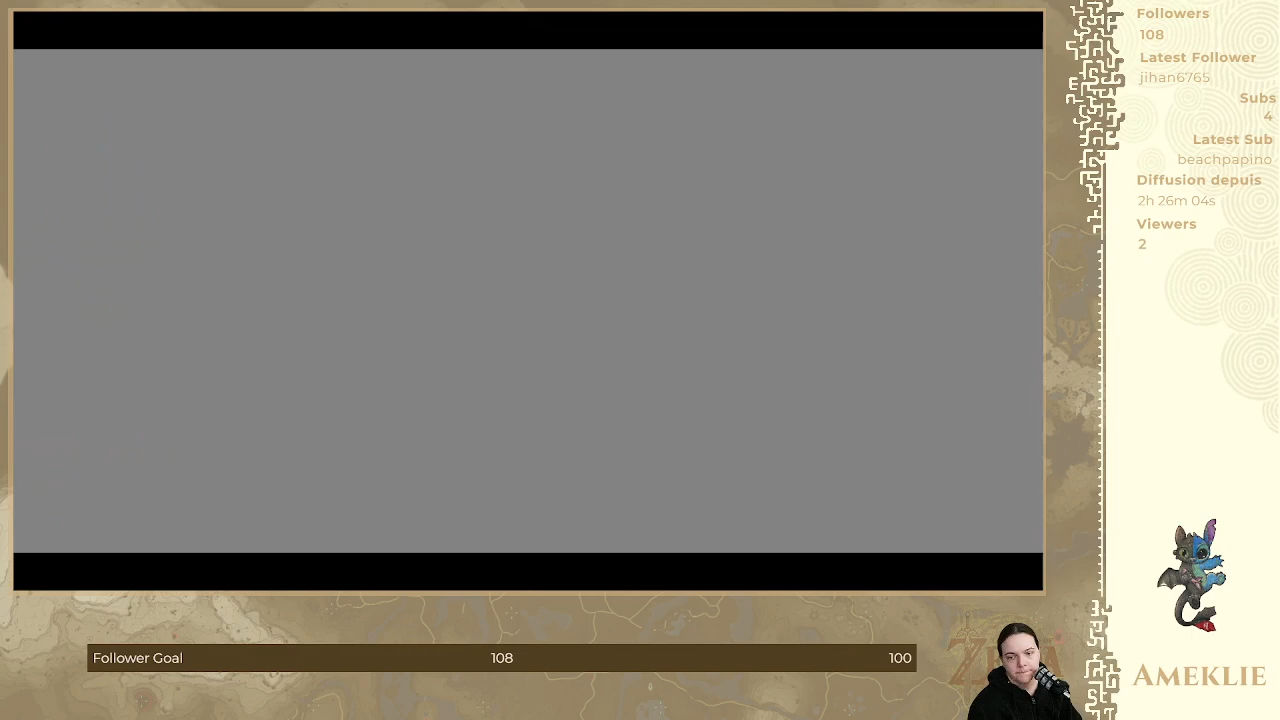 Followers
108
Latest Follower
jihan6765
Subs
4
Latest Sub
beachpapino
Diffusion depuis
2h 26m 04s
Viewers
2
Follower Goal 108 100
AMEKLIE